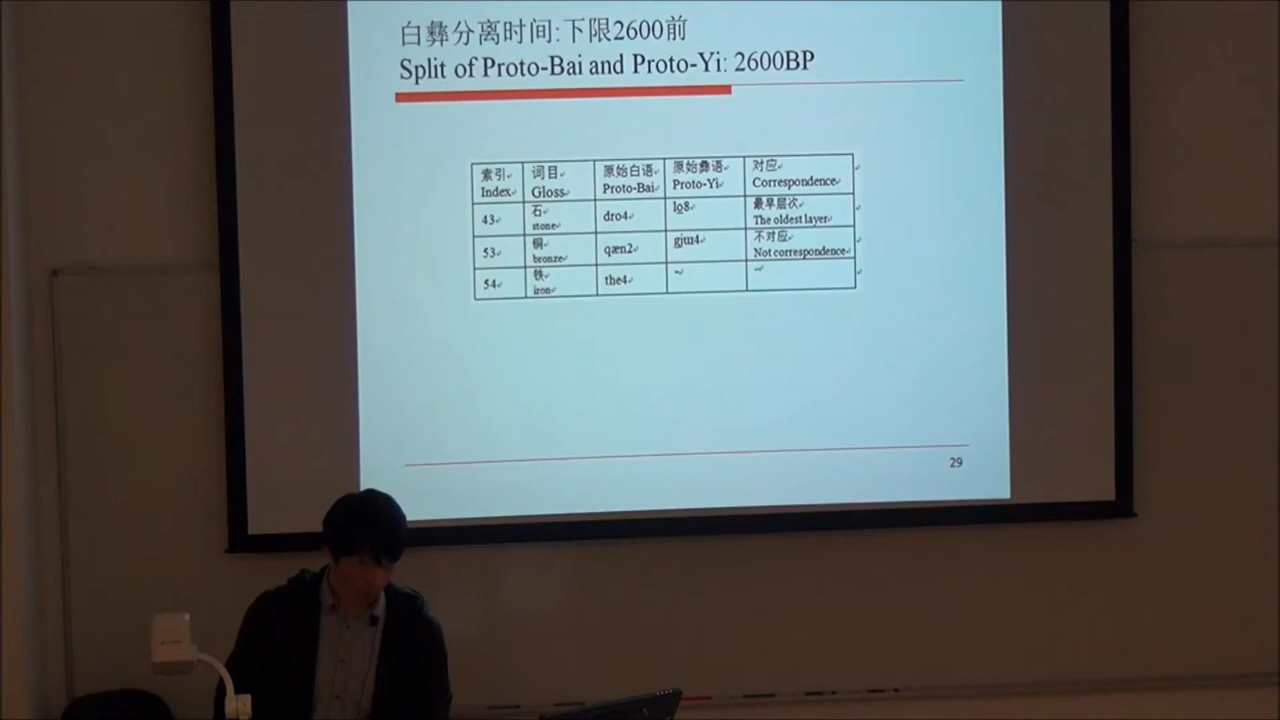 白彝分离时间:下限2600前
Split of Proto-Bai and Proto-Yi: 2600BP
索引 词目 原始白语 原始彝语 对应
Index Gloss Proto-Bai Proto-Yi Correspondence
43 石 dro4 lo̱8 最早层次
stone The oldest layer
53 铜 qæn2 gjɯ4 不对应
bronze Not correspondence
54 铁 the4 ~ ~
iron
29